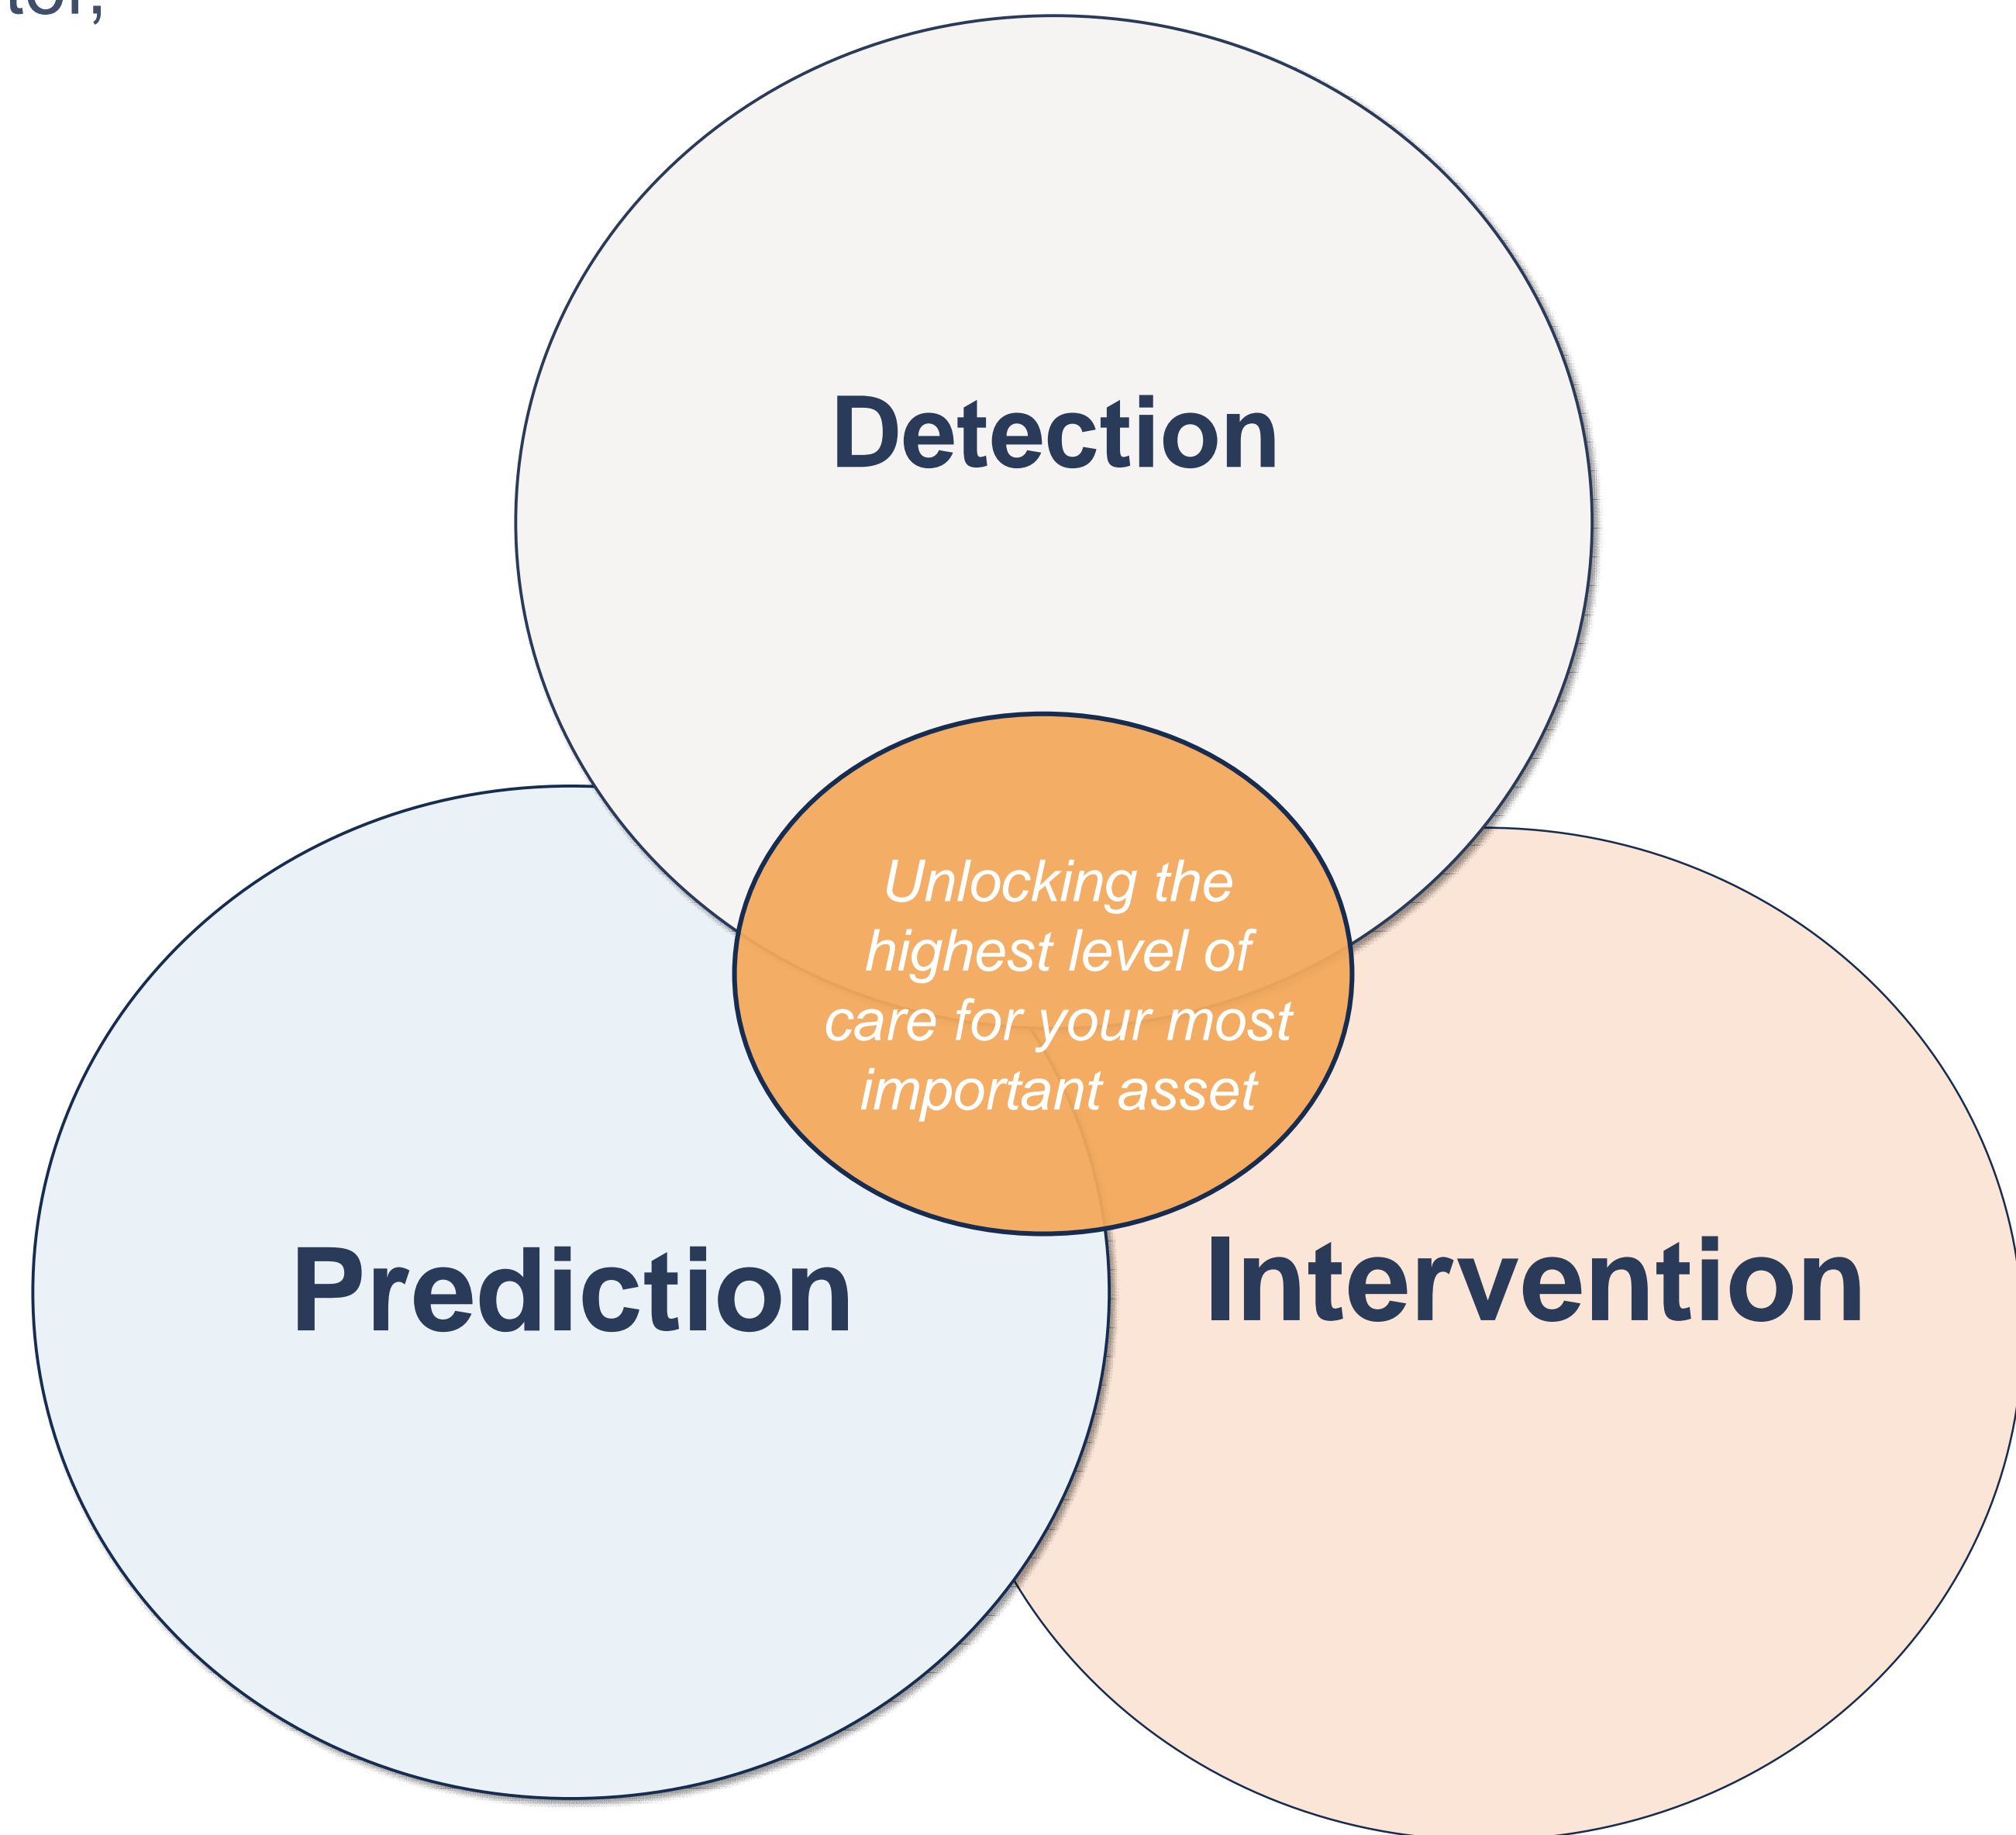 Detection
Unlocking the
highest level of
care for your most
important asset
Prediction
Intervention